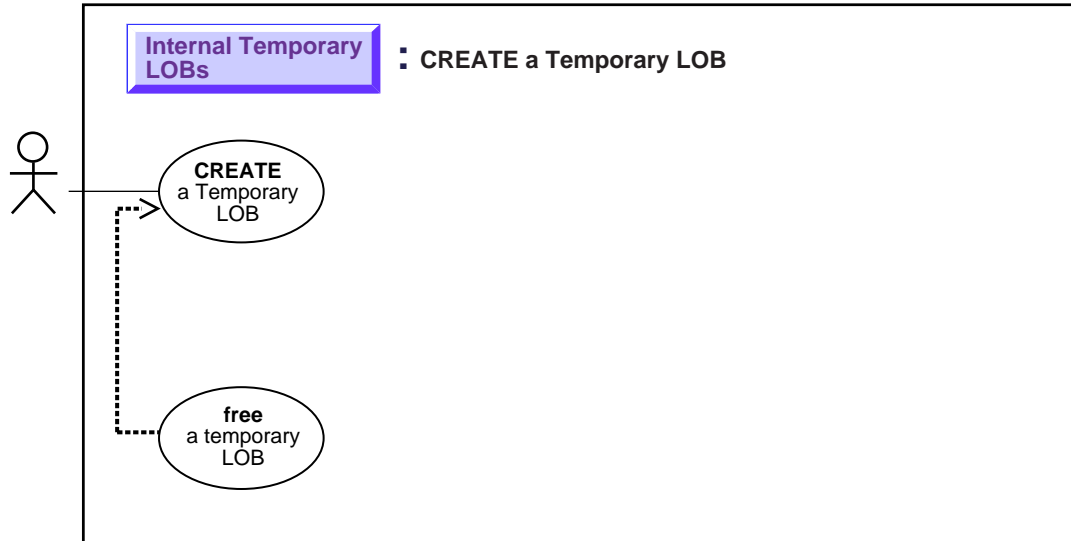 Internal Temporary
LOBs
: CREATE a Temporary LOB
CREATE
a Temporary
LOB
free
a temporary
LOB